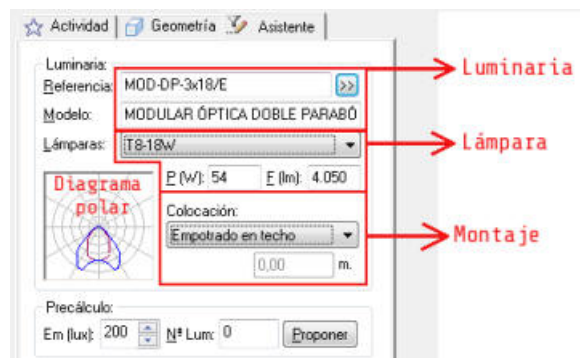 Actividad Geometría Asistente
Luminaria:
Referencia: MOD-DP-3x18/E >> Luminaria
Modelo: MODULAR ÓPTICA DOBLE PARABÓ
Lámparas: T8-18W Lámpara
Diagrama polar P (W): 54 F (lm): 4.050
Colocación:
Empotrado en techo Montaje
0,00 m.
Precálculo:
Em (lux): 200 Nº Lum: 0 Proponer